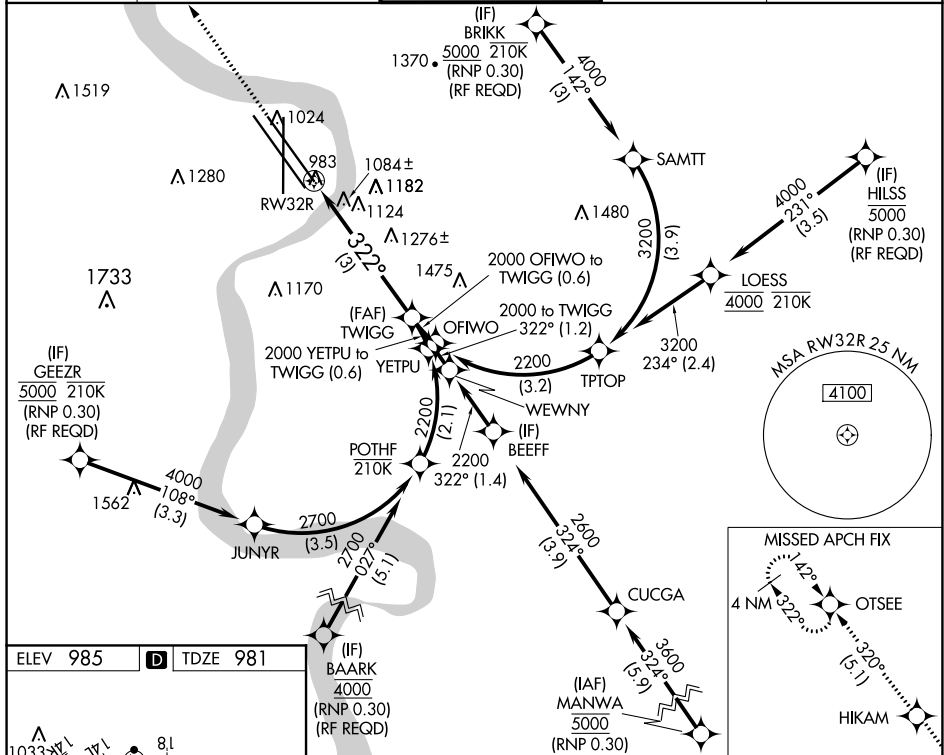 (IF)
BRIKK
5000 210K
(RNP 0.30)
(RF REQD)
1370
4000
142°
(3)
1519
1024
SAMTT
983
1084±
1182
1280
1124
RW32R
1480
(IF)
HILSS
5000
(RNP 0.30)
(RF REQD)
4000
231°
(3.5)
3200
(3.9)
1276±
322°
(3)
1475
2000 OFIWO to
TWIGG (0.6)
LOESS
4000 210K
1733
1170
2000 to TWIGG
322° (1.2)
(FAF)
TWIGG
OFIWO
2000 YETPU to
TWIGG (0.6)
YETPU
3200
234° (2.4)
TPTOP
2200
(3.2)
WEWNY
MSA RW32R 25 NM
4100
(IF)
GEEZR
5000 210K
(RNP 0.30)
(RF REQD)
2200
(2.1)
(IF)
BEEFF
POTHF
210K
2200
322° (1.4)
4000
108°
(3.3)
1562
2700
(3.5)
JUNYR
2700
027°
(5.1)
2600
324°
(3.9)
MISSED APCH FIX
142°
4 NM
322°
OTSEE
320°
(5.1)
HIKAM
CUCGA
3600
324°
(5.9)
(IF)
BAARK
4000
(RNP 0.30)
(RF REQD)
(IAF)
MANWA
5000
(RNP 0.30)
ELEV 985 D TDZE 981
1033
14R
14L
18